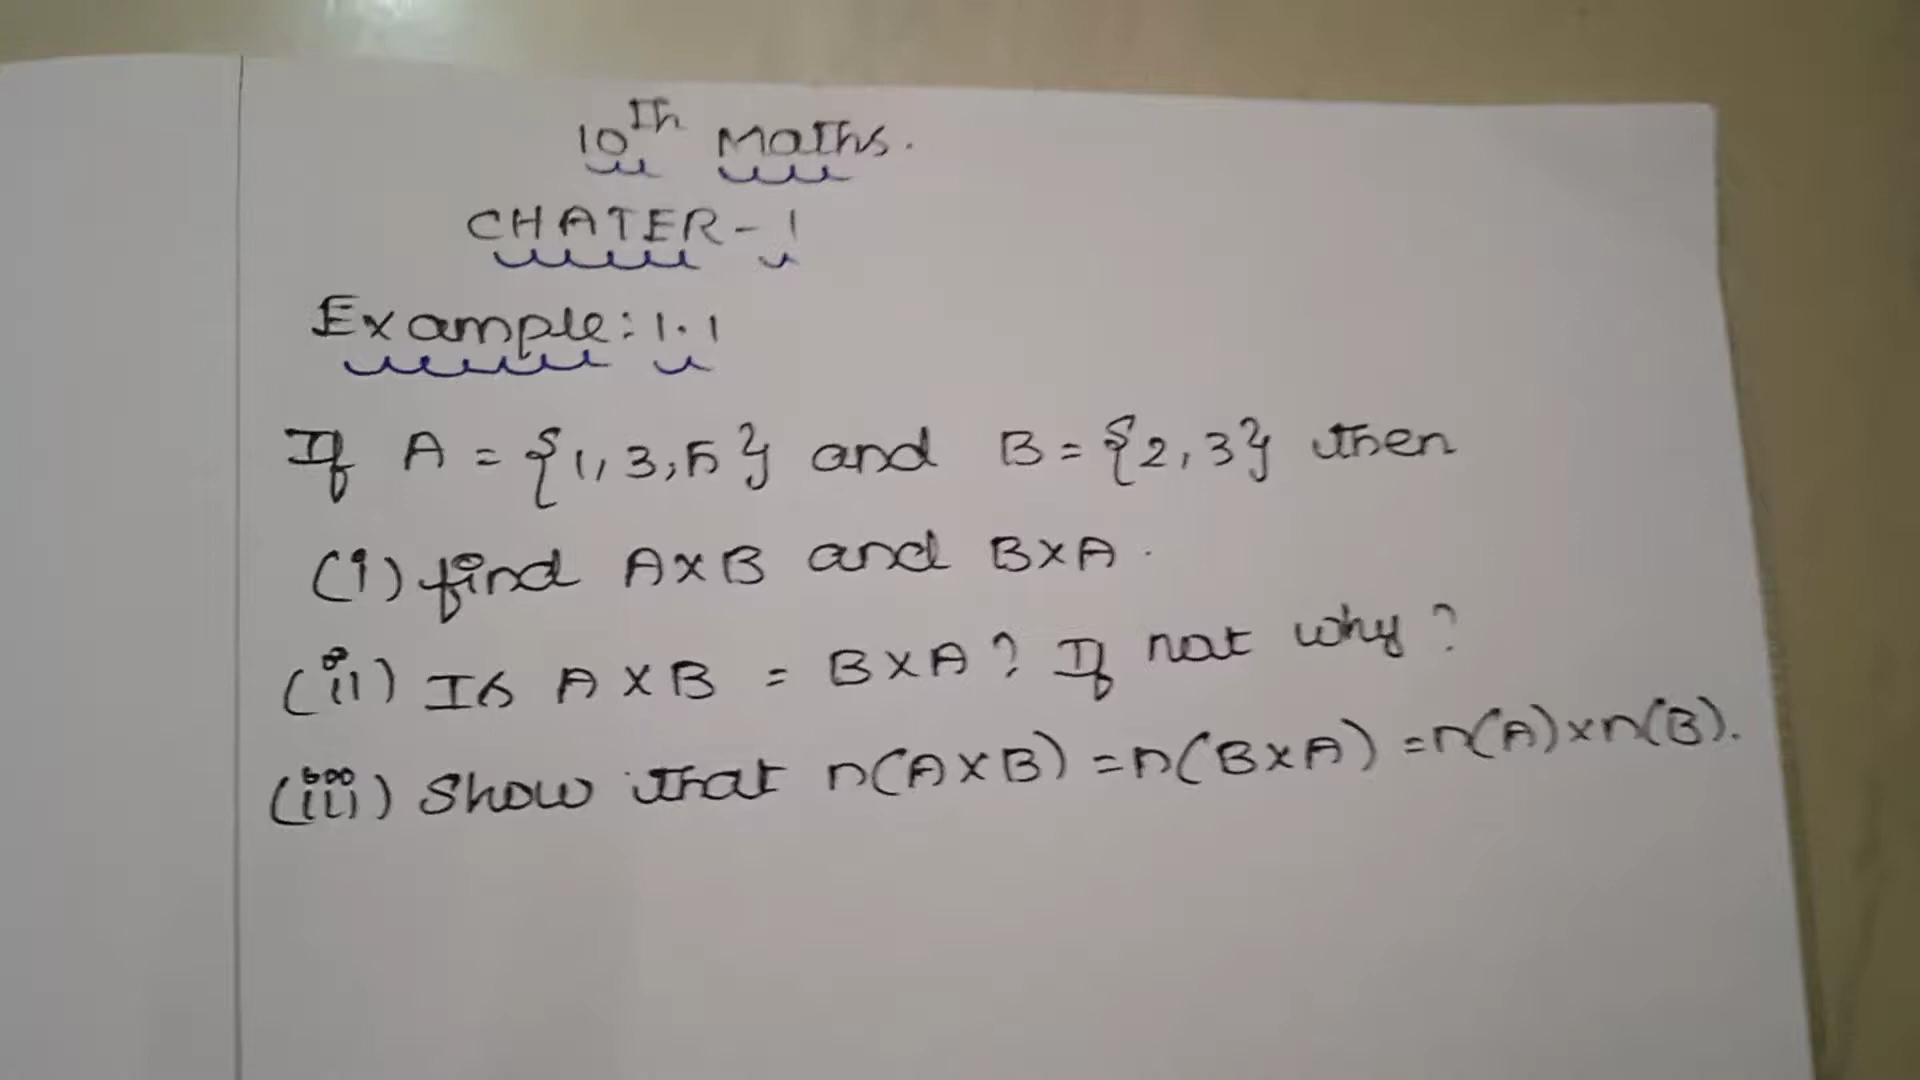 10Th Maths.
CHATER-1
Example: 1.1
If A = {1, 3, 5} and B = {2, 3} then
(i) find A×B and B×A.
(ii) Is A×B = B×A? If not why?
(iii) Show that n(A×B) = n(B×A) = n(A)×n(B).